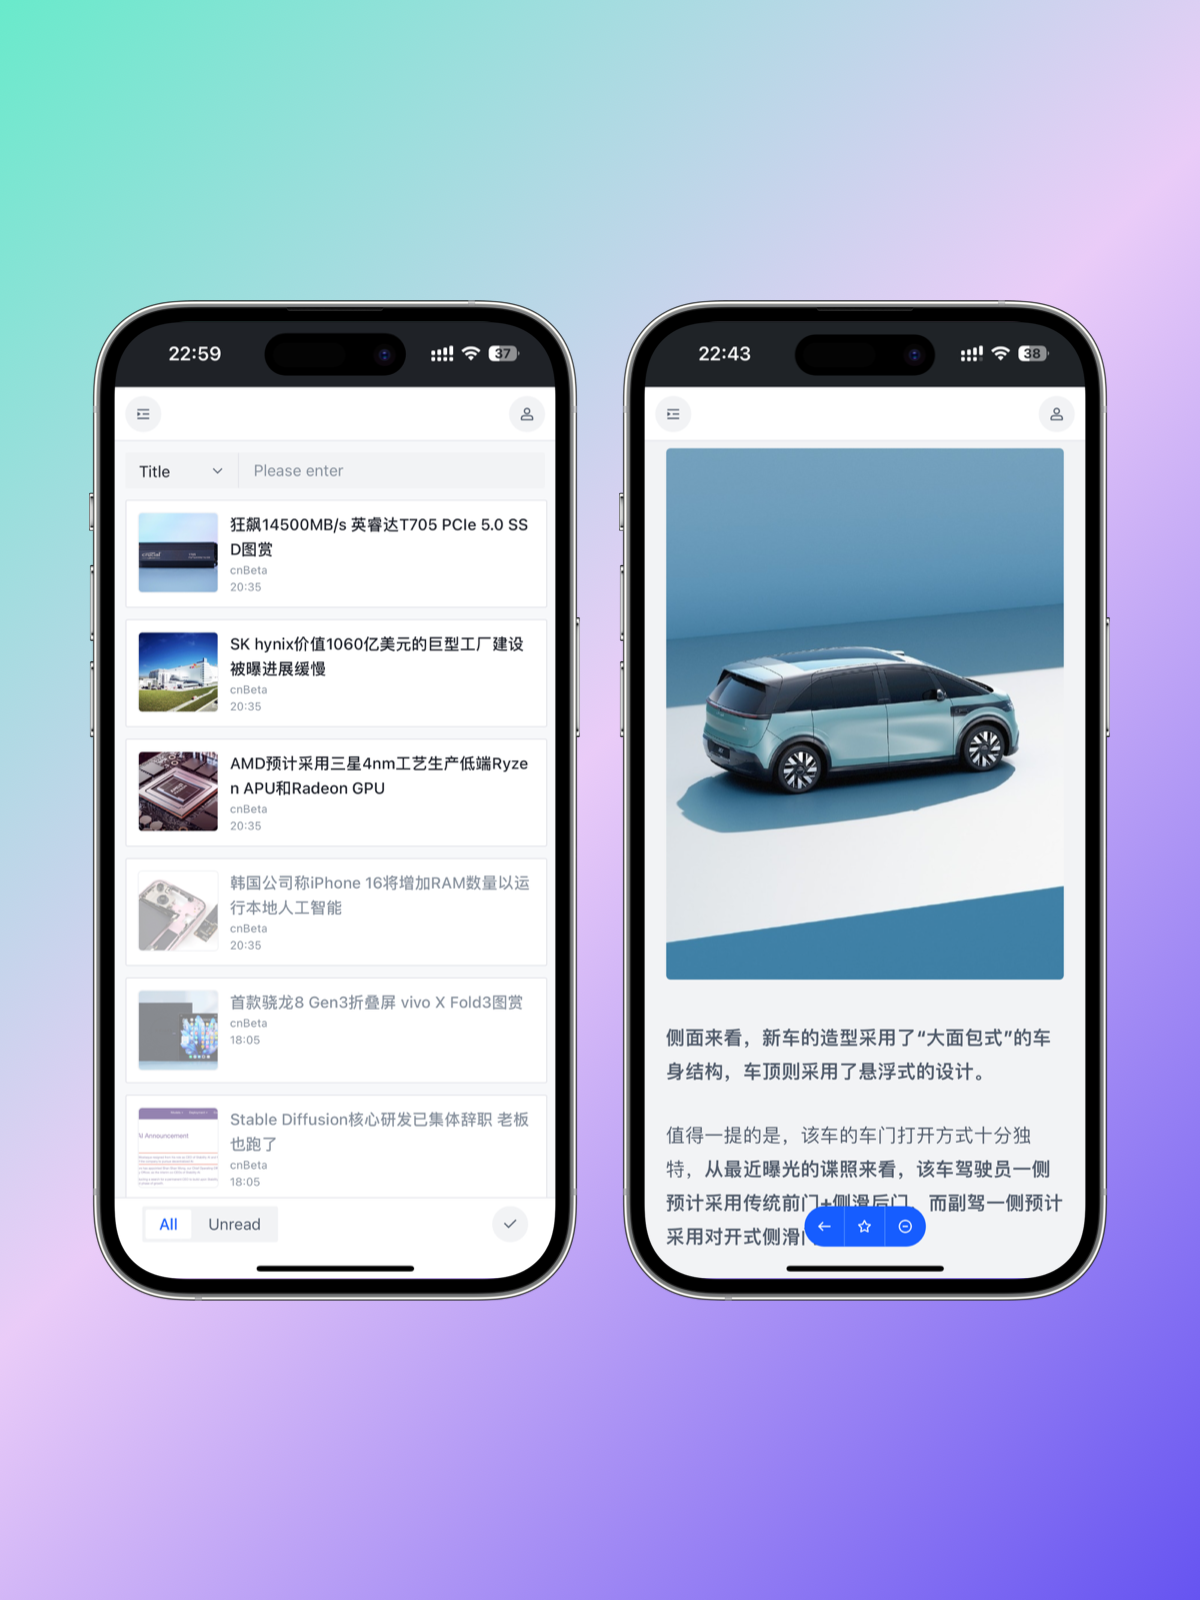 22:59
37
Title
Please enter
狂飙14500MB/s 英睿达T705 PCIe 5.0 SS
D图赏
cnBeta
20:35
SK hynix价值1060亿美元的巨型工厂建设
被曝进展缓慢
cnBeta
20:35
AMD预计采用三星4nm工艺生产低端Ryze
n APU和Radeon GPU
cnBeta
20:35
韩国公司称iPhone 16将增加RAM数量以运
行本地人工智能
cnBeta
20:35
首款骁龙8 Gen3折叠屏 vivo X Fold3图赏
cnBeta
18:05
Announcement
Stable Diffusion核心研发已集体辞职 老板
也跑了
cnBeta
18:05
All
Unread
22:43
38
侧面来看，新车的造型采用了“大面包式”的车
身结构，车顶则采用了悬浮式的设计。
值得一提的是，该车的车门打开方式十分独
特，从最近曝光的谍照来看，该车驾驶员一侧
预计采用传统前门+侧滑后门，而副驾一侧预计
采用对开式侧滑